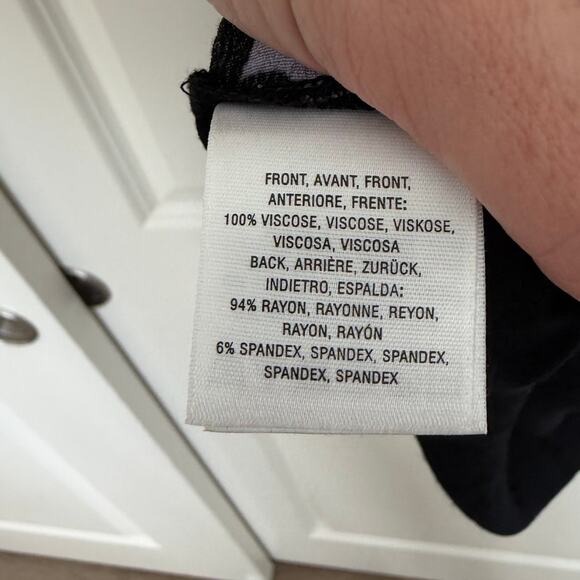 FRONT, AVANT, FRONT,
ANTERIORE, FRENTE:
100% VISCOSE, VISCOSE, VISKOSE,
VISCOSA, VISCOSA
BACK, ARRIÈRE, ZURÜCK,
INDIETRO, ESPALDA:
94% RAYON, RAYONNE, REYON,
RAYON, RAYÓN
6% SPANDEX, SPANDEX, SPANDEX,
SPANDEX, SPANDEX